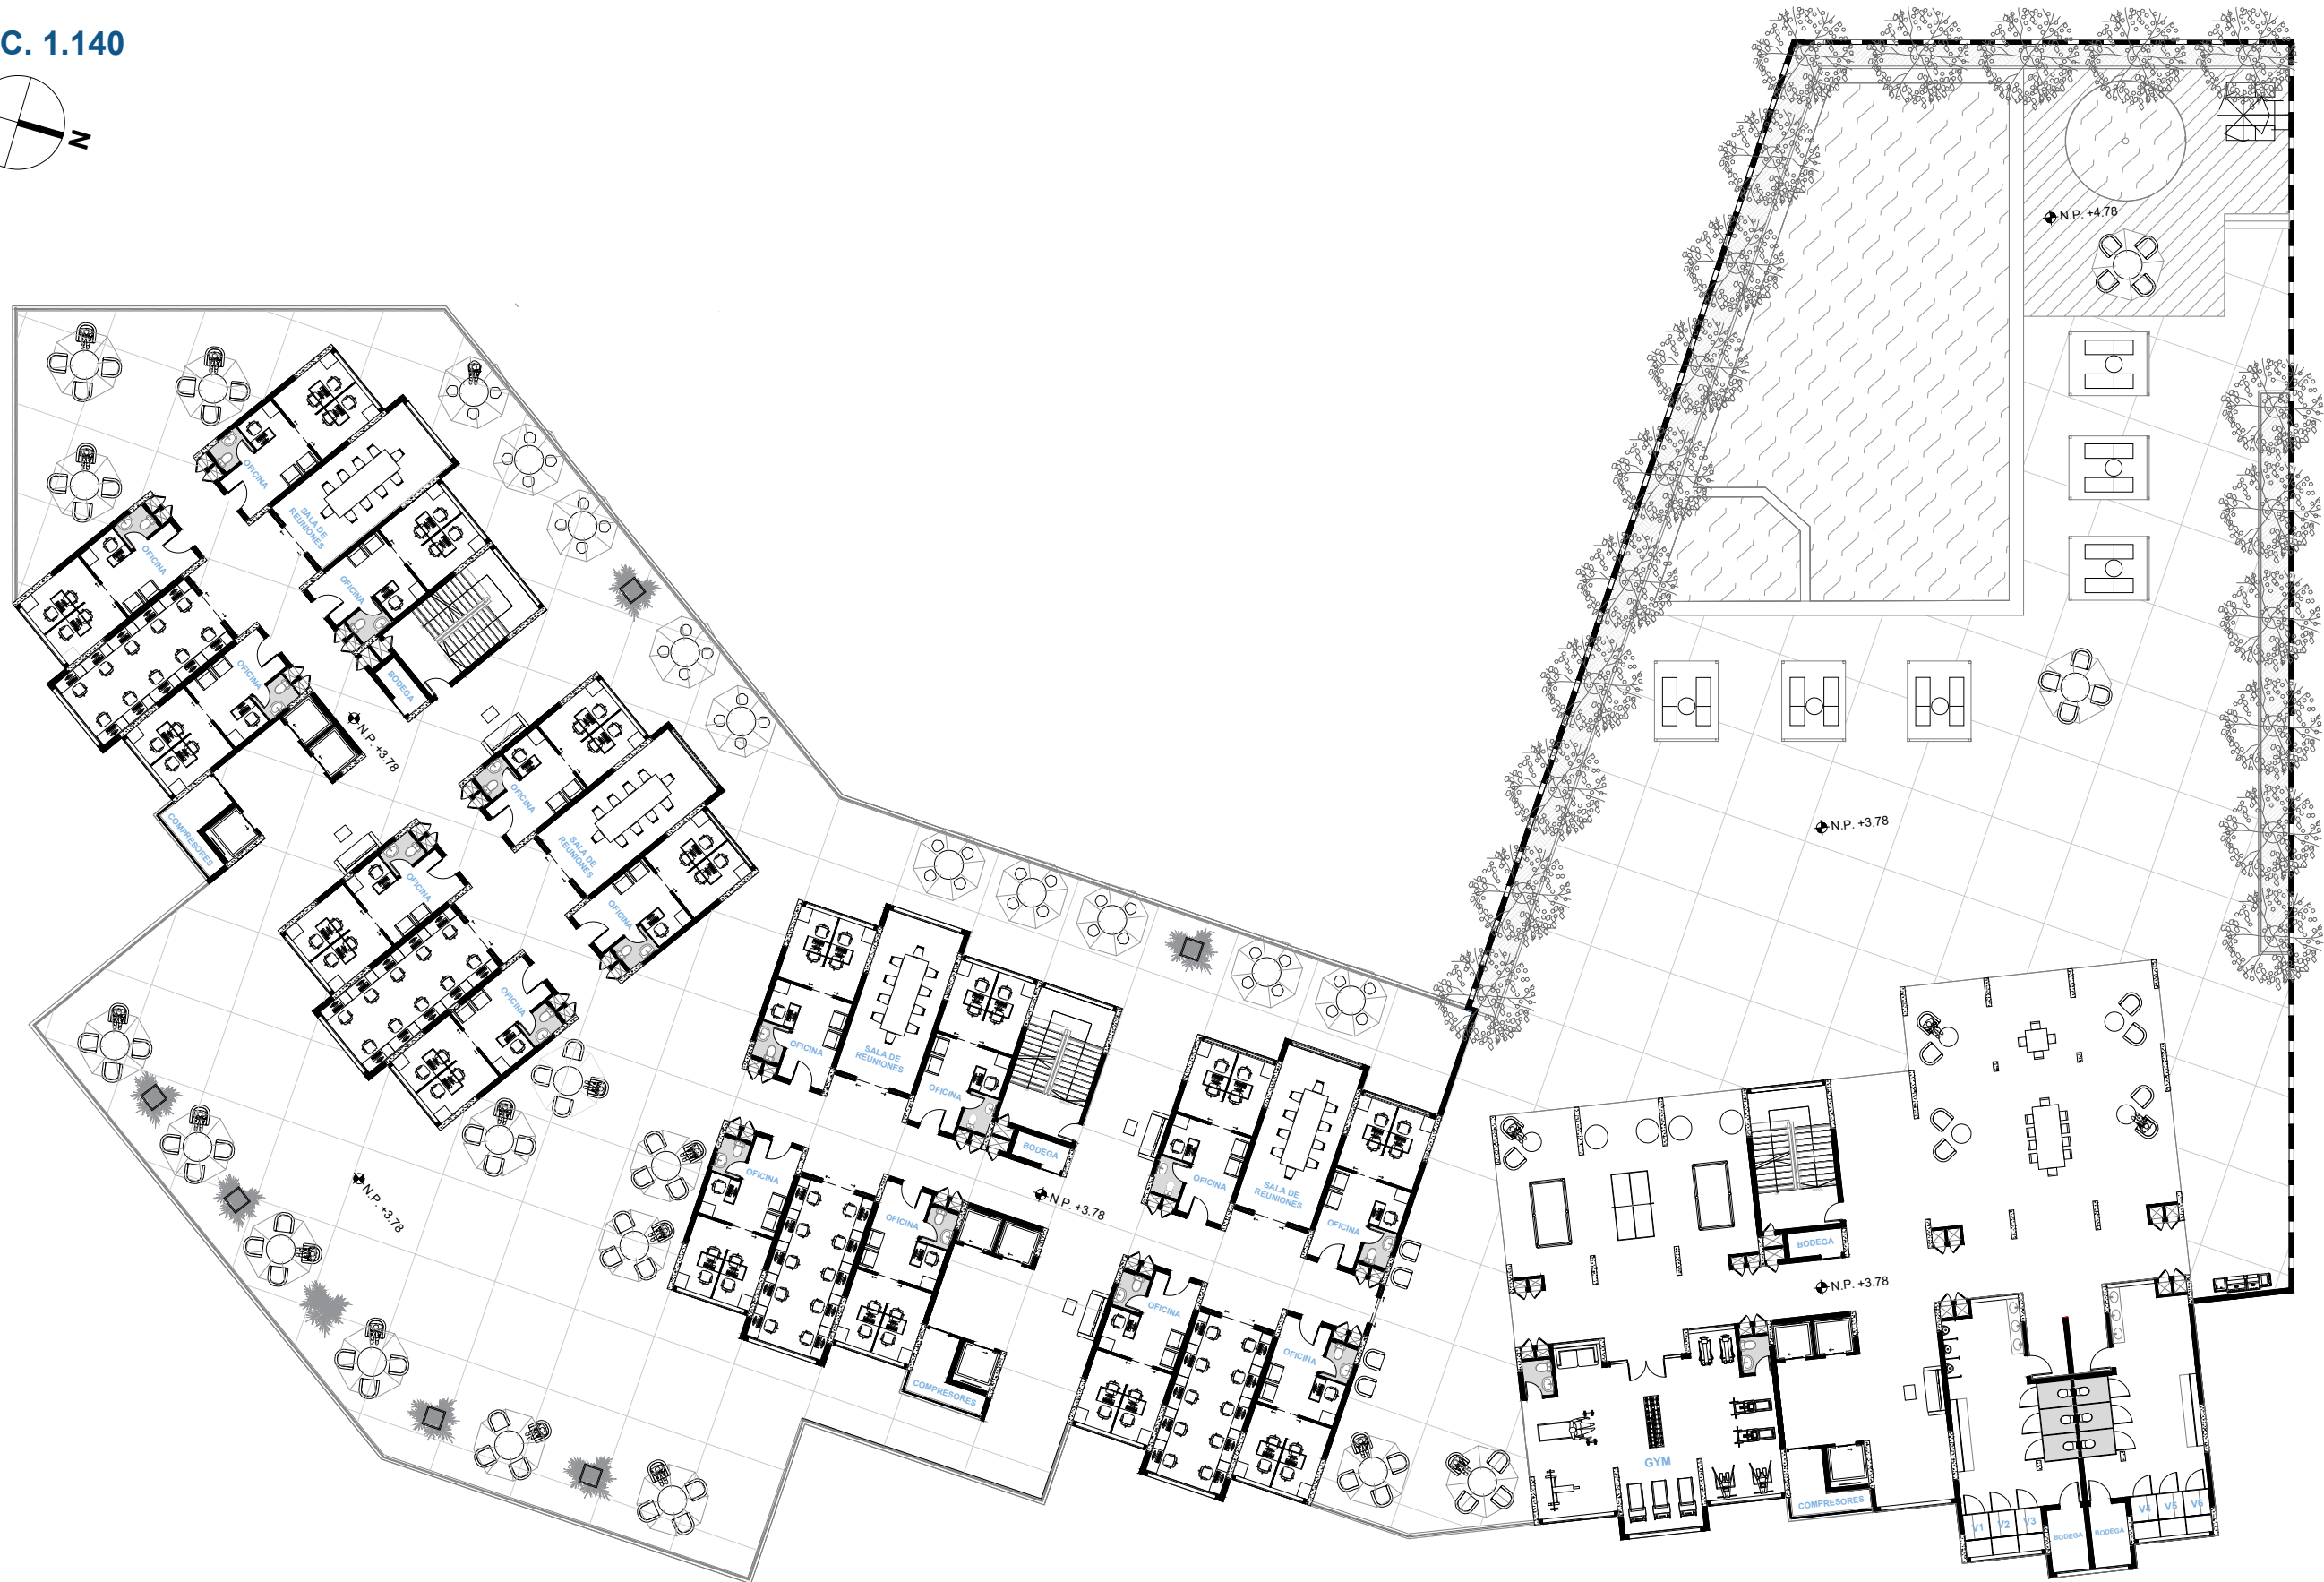 C. 1.140
N
N.P. +4.78
OFICINA
SALA DE
REUNIONES
OFICINA
OFICINA
OFICINA
BODEGA
N.P. +3.78
COMPRESORES
OFICINA
SALA DE
REUNIONES
OFICINA
OFICINA
OFICINA
N.P. +3.78
N.P. +3.78
OFICINA
SALA DE
REUNIONES
OFICINA
BODEGA
OFICINA
OFICINA
N.P. +3.78
COMPRESORES
OFICINA
SALA DE
REUNIONES
OFICINA
OFICINA
OFICINA
BODEGA
N.P. +3.78
GYM
COMPRESORES
V1
V2
V3
BODEGA
BODEGA
V4
V5
V6